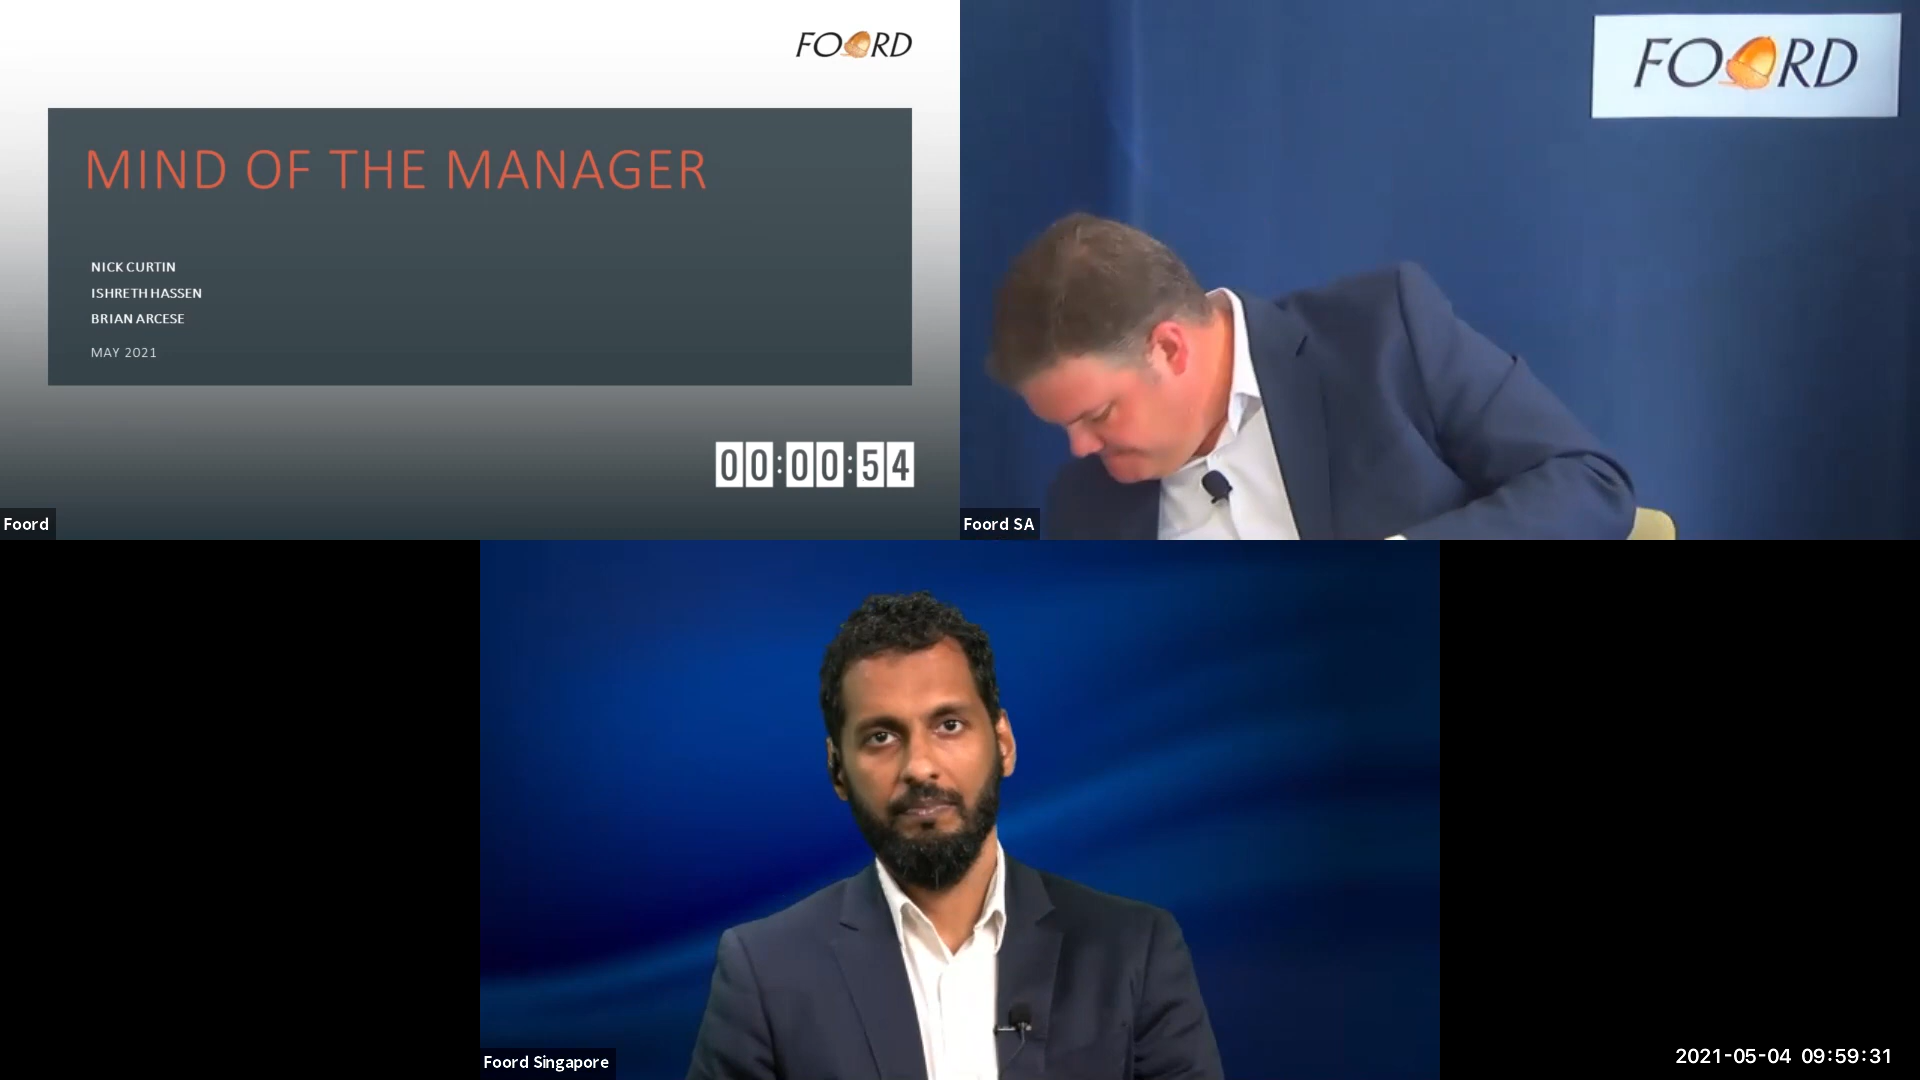 FOORD
MIND OF THE MANAGER
NICK CURTIN
ISHRETH HASSEN
BRIAN ARCESE
MAY 2021
00:00:54
Foord
FOORD
Foord SA
Foord Singapore
2021-05-04 09:59:31